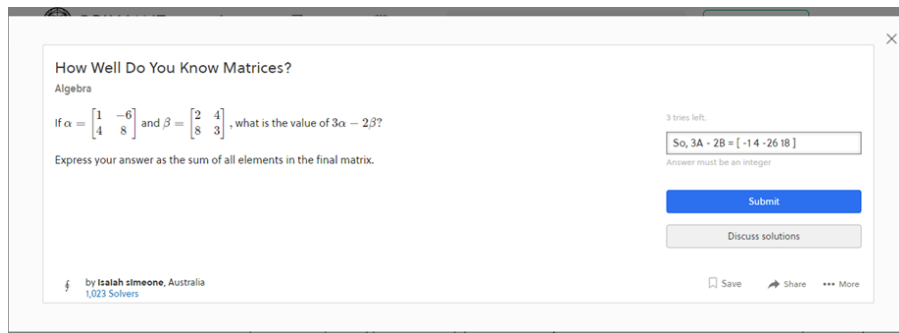 How Well Do You Know Matrices?
Algebra
If α = [1 −6 4 8] and β = [2 4 8 3], what is the value of 3α − 2β?
Express your answer as the sum of all elements in the final matrix.
3 tries left.
So, 3A - 2B = [ -1 4 -26 18 ]
Answer must be an integer
Submit
Discuss solutions
by Isaiah simeone, Australia
1,023 Solvers
Save
Share
More